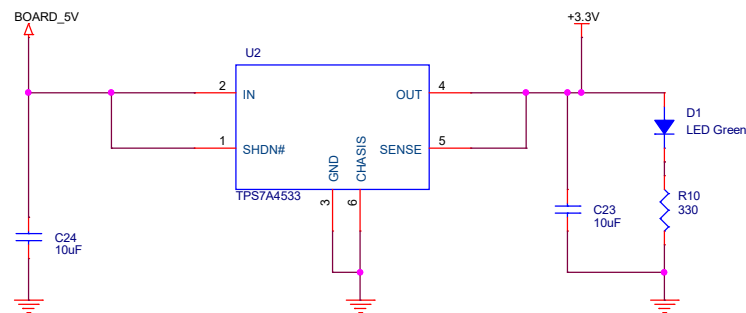 BOARD_5V
+3.3V
U2
2
IN
OUT
4
D1
LED Green
1
SHDN#
SENSE
5
GND
CHASIS
TPS7A4533
3
6
R10
330
C23
10uF
C24
10uF